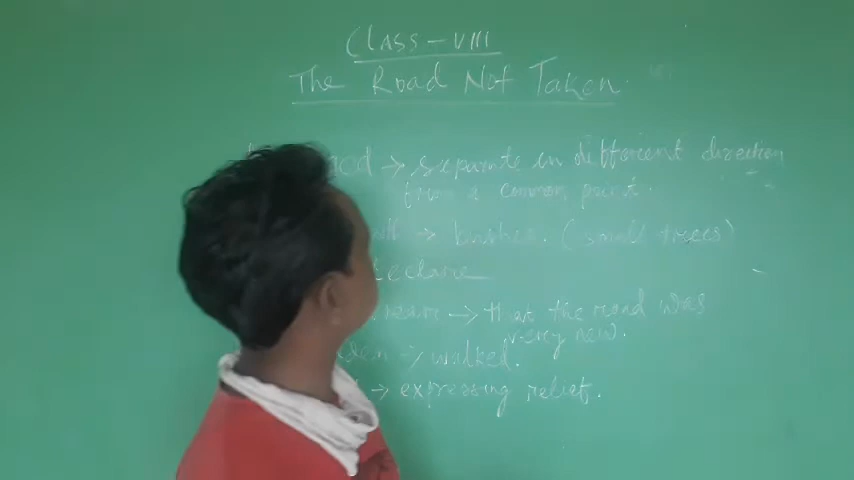 CLASS - VIII
The Road Not Taken.
→ separate in different direction
from a common point.
→ bushes. (small trees)
→ that the road was
very new.
→ walked.
→ expressing relief.